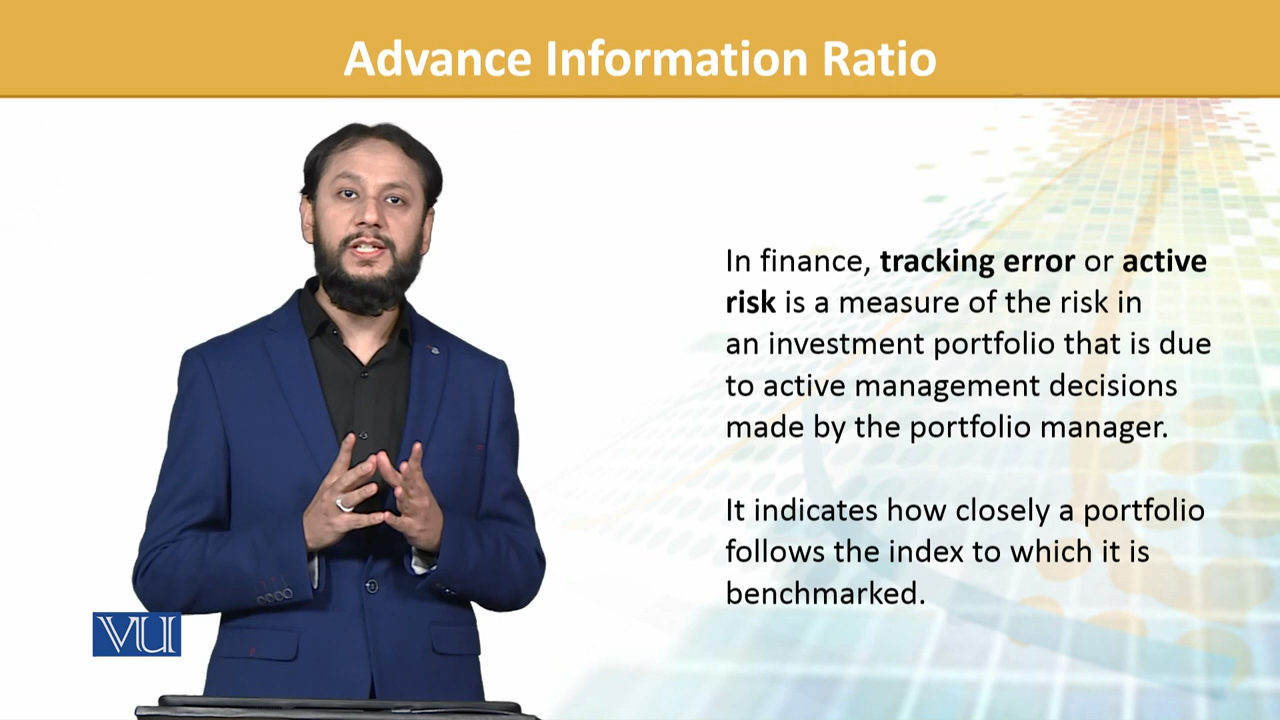 Advance Information Ratio
In finance, tracking error or active
risk is a measure of the risk in
an investment portfolio that is due
to active management decisions
made by the portfolio manager.
It indicates how closely a portfolio
follows the index to which it is
benchmarked.
VU